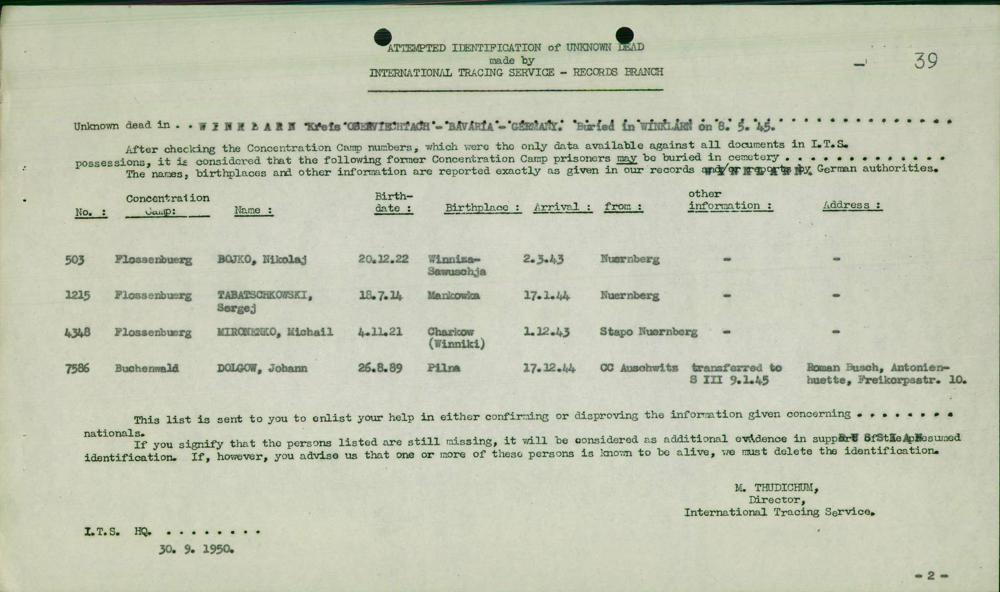 ATTEMPTED IDENTIFICATION of UNKNOWN DEAD
made by
INTERNATIONAL TRACING SERVICE - RECORDS BRANCH
- 39
Unknown dead in . . WINKLARN Kreis OBERVIECHTACH - BAVARIA - GERMANY. Buried in WINKLARN on 8. 5. 45.
After checking the Concentration Camp numbers, which were the only data available against all documents in I.T.S.
possessions, it is considered that the following former Concentration Camp prisoners may be buried in cemetery . . . . . . . . . . . . .
WINKLARN.
The names, birthplaces and other information are reported exactly as given in our records and/or reports by German authorities.
No. : Concentration Camp: Name : Birth-date : Birthplace : Arrival : from : other information : Address :
503 Flossenbuerg BOJKO, Nikolaj 20.12.22 Winniza- 2.3.43 Nuernberg - -
Sawuschja
1215 Flossenbuerg TABATSCHKOWSKI, 18.7.14 Mankowka 17.1.44 Nuernberg - -
Sergej
4348 Flossenbuerg MIRONENKO, Michail 4.11.21 Charkow 1.12.43 Stapo Nuernberg - -
(Winniki)
7586 Buchenwald DOLGOW, Johann 26.8.89 Pilna 17.12.44 CC Auschwitz transferred to Roman Busch, Antonien-
S III 9.1.45 huette, Freikorpsstr. 10.
This list is sent to you to enlist your help in either confirming or disproving the information given concerning . . . . . . . .
RUSSIAN
nationals.
If you signify that the persons listed are still missing, it will be considered as additional evidence in support of the presumed
identification. If, however, you advise us that one or more of these persons is known to be alive, we must delete the identification.
M. THUDICHUM,
Director,
International Tracing Service.
I.T.S. HQ. . . . . . . . .
30. 9. 1950.
- 2 -